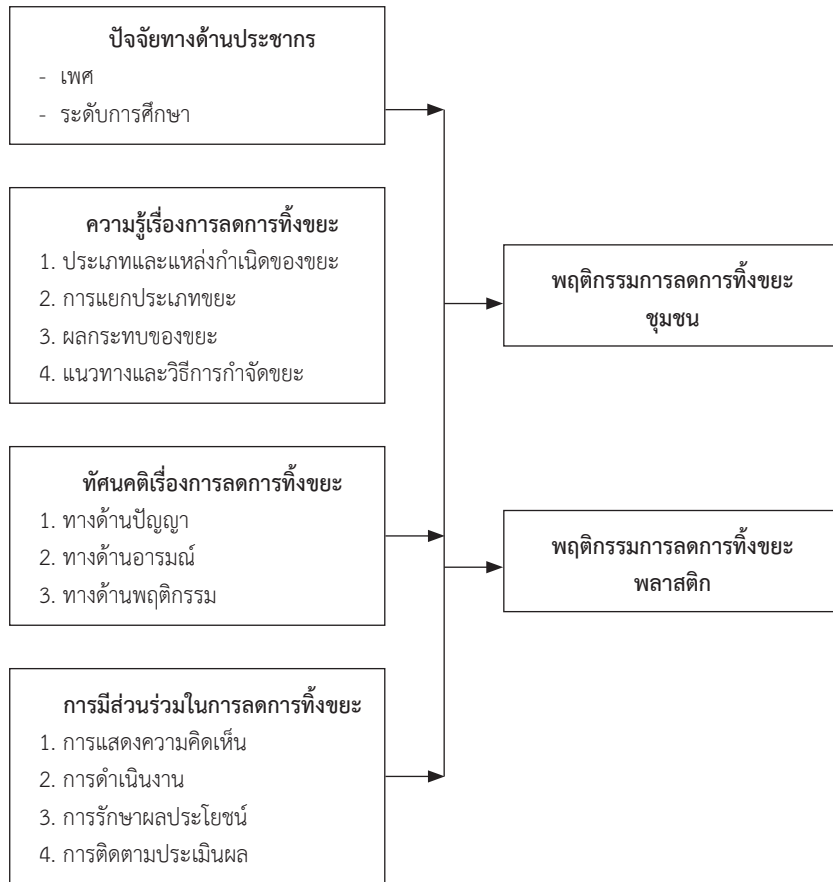 ปัจจัยทางด้านประชากร
- เพศ
- ระดับการศึกษา
ความรู้เรื่องการลดการทิ้งขยะ
1. ประเภทและแหล่งกำเนิดของขยะ
2. การแยกประเภทขยะ
3. ผลกระทบของขยะ
4. แนวทางและวิธีการกำจัดขยะ
ทัศนคติเรื่องการลดการทิ้งขยะ
1. ทางด้านปัญญา
2. ทางด้านอารมณ์
3. ทางด้านพฤติกรรม
การมีส่วนร่วมในการลดการทิ้งขยะ
1. การแสดงความคิดเห็น
2. การดำเนินงาน
3. การรักษาผลประโยชน์
4. การติดตามประเมินผล
พฤติกรรมการลดการทิ้งขยะ
ชุมชน
พฤติกรรมการลดการทิ้งขยะ
พลาสติก